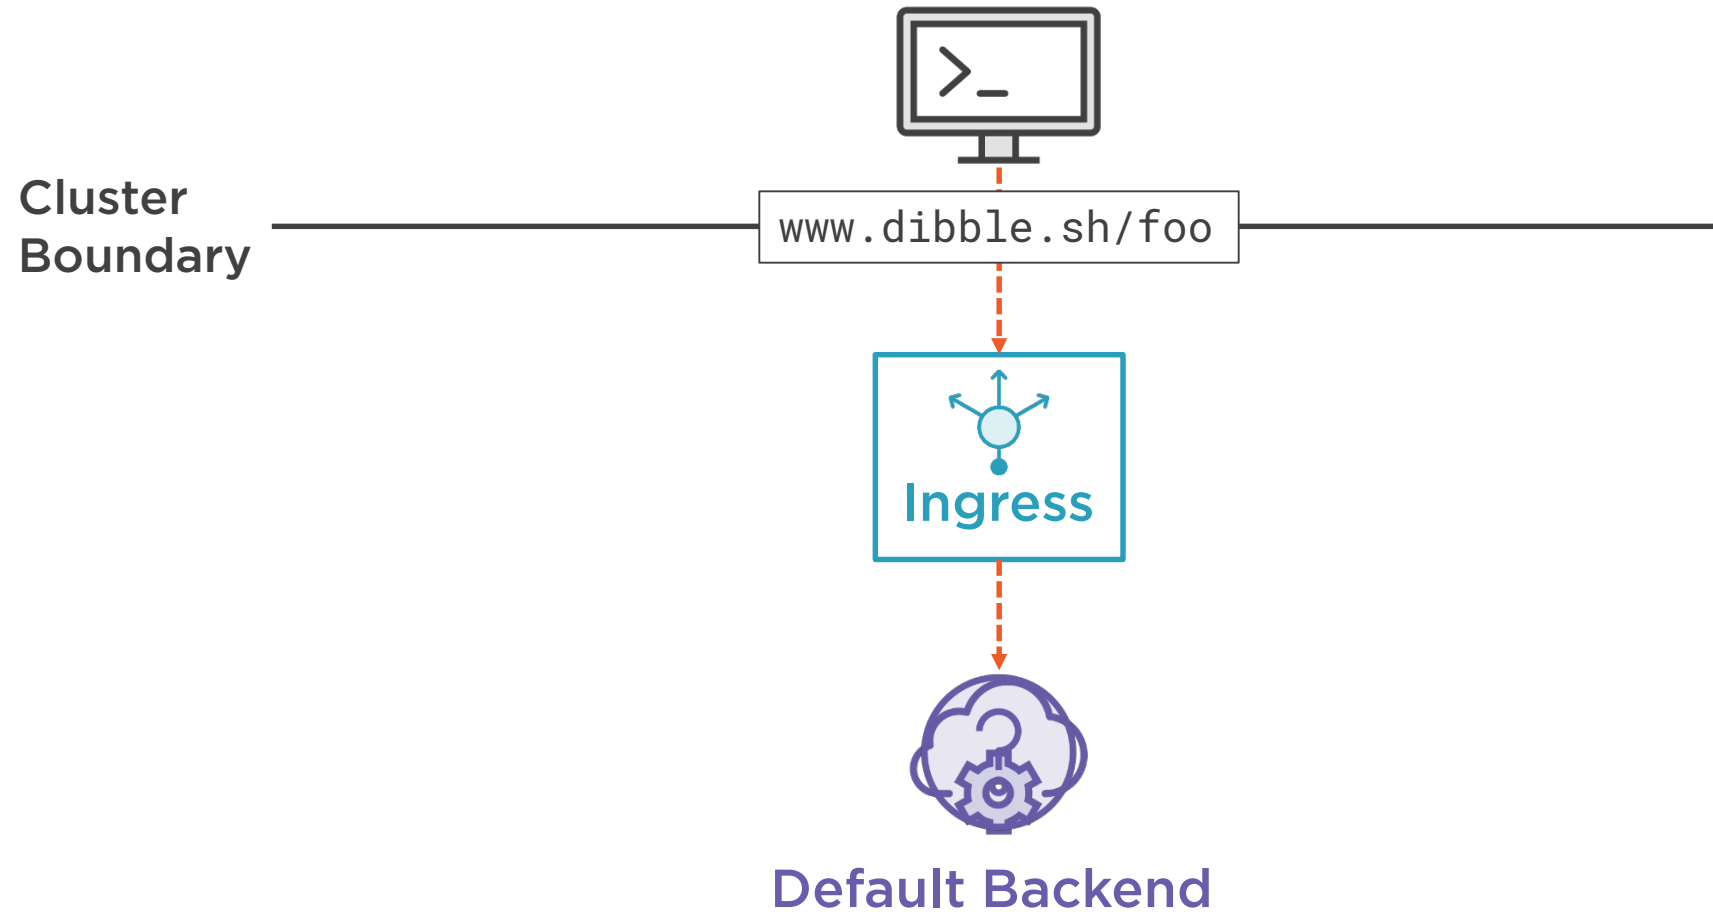 >_
Cluster
Boundary
www.dibble.sh/foo
Ingress
Default Backend